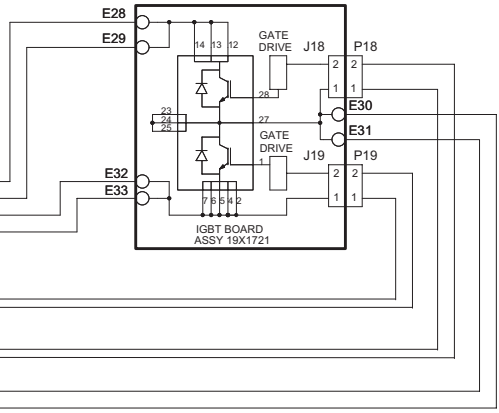 E28
E29
14 13 12
GATE
DRIVE
J18 P18
2 2
1 1
28
27
E30
E31
23
24
25
GATE
DRIVE
1
J19 P19
2 2
1 1
E32
E33
7 6 5 4 2
IGBT BOARD
ASSY 19X1721